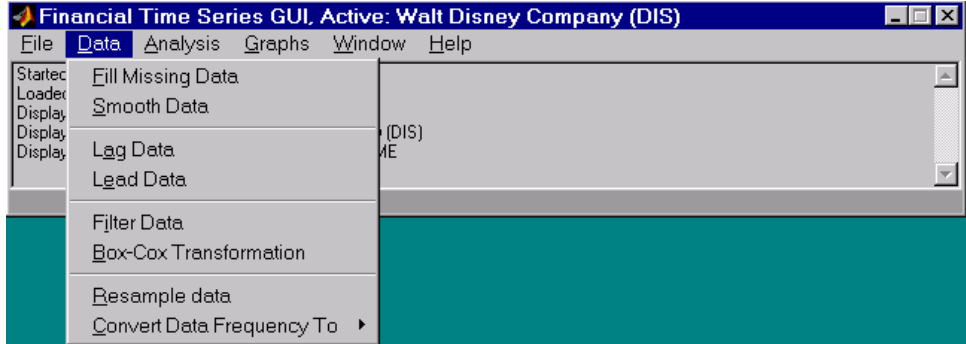 Financial Time Series GUI, Active: Walt Disney Company (DIS)
File Data Analysis Graphs Window Help
Fill Missing Data
Smooth Data
(DIS)
Lag Data
Lead Data
Filter Data
Box-Cox Transformation
Resample data
Convert Data Frequency To